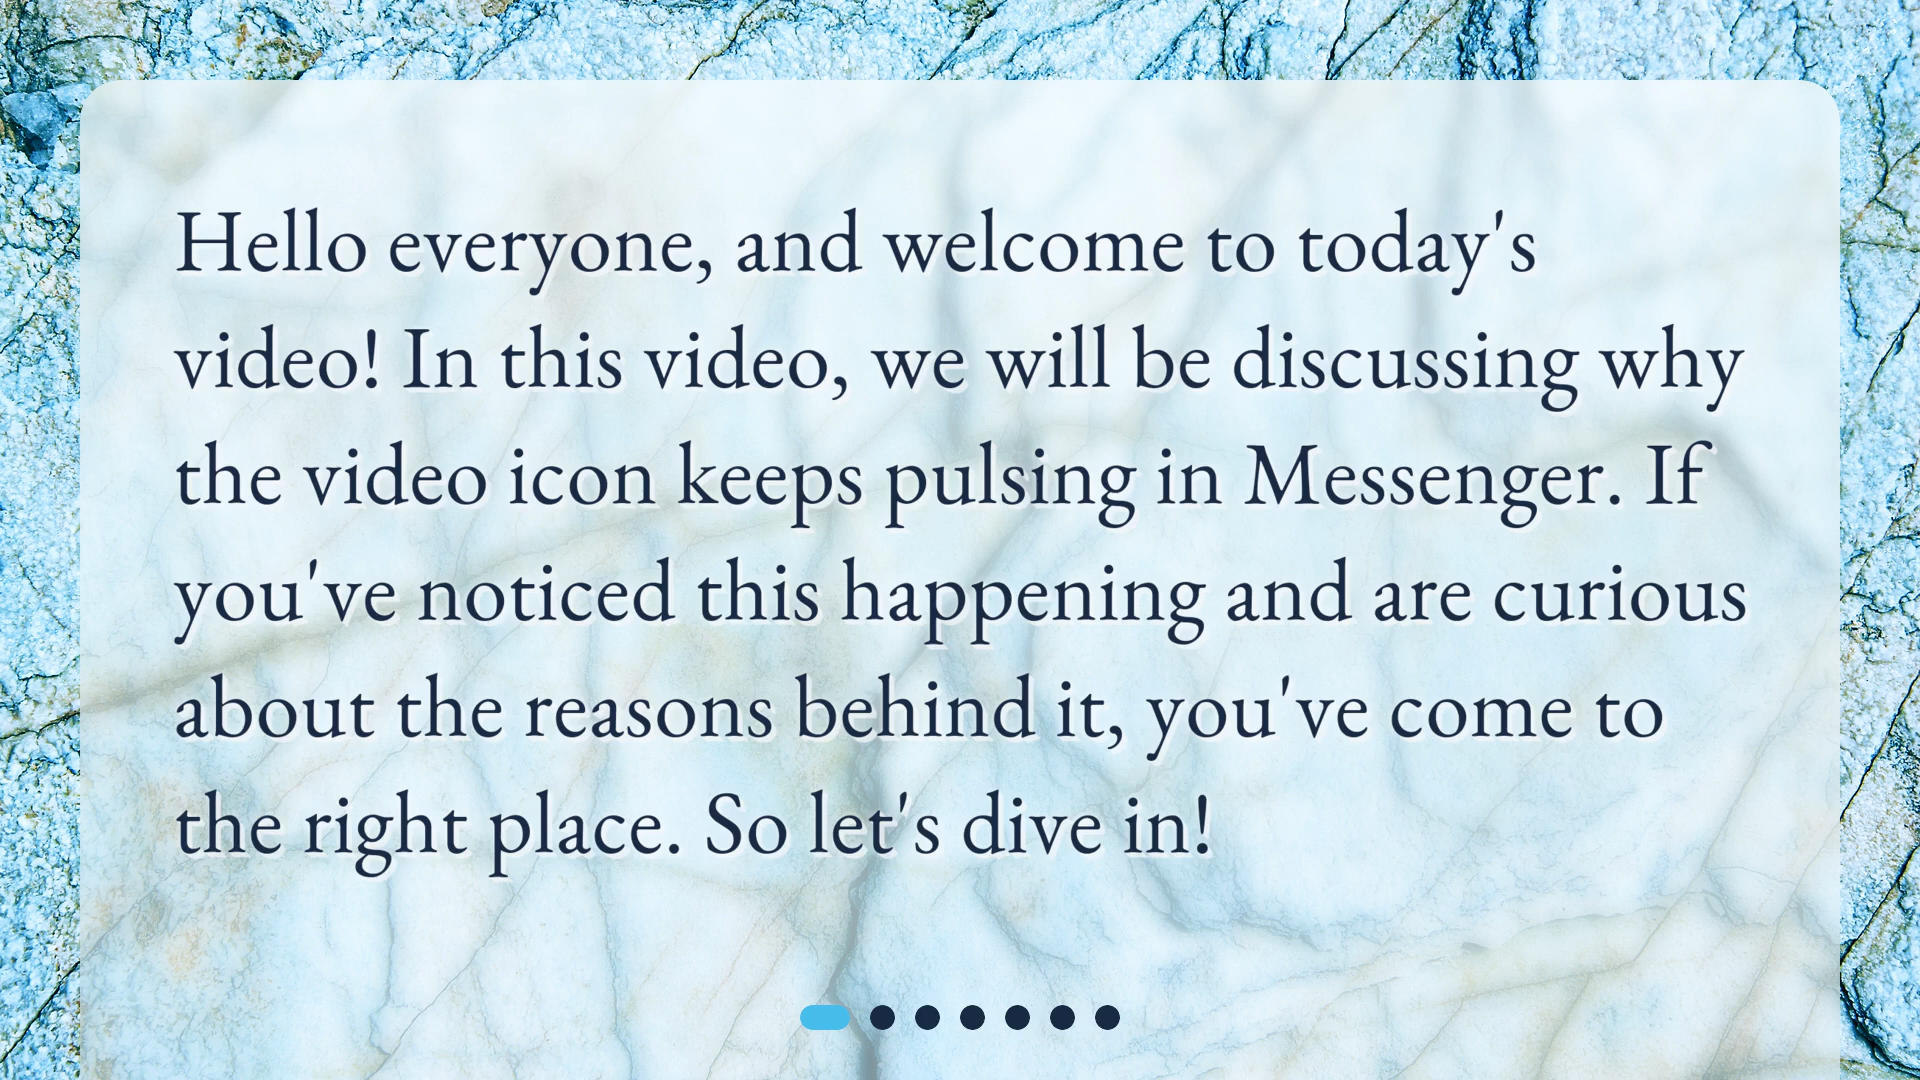 Hello everyone, and welcome to today's
video! In this video, we will be discussing why
the video icon keeps pulsing in Messenger. If
you've noticed this happening and are curious
about the reasons behind it, you've come to
the right place. So let's dive in!